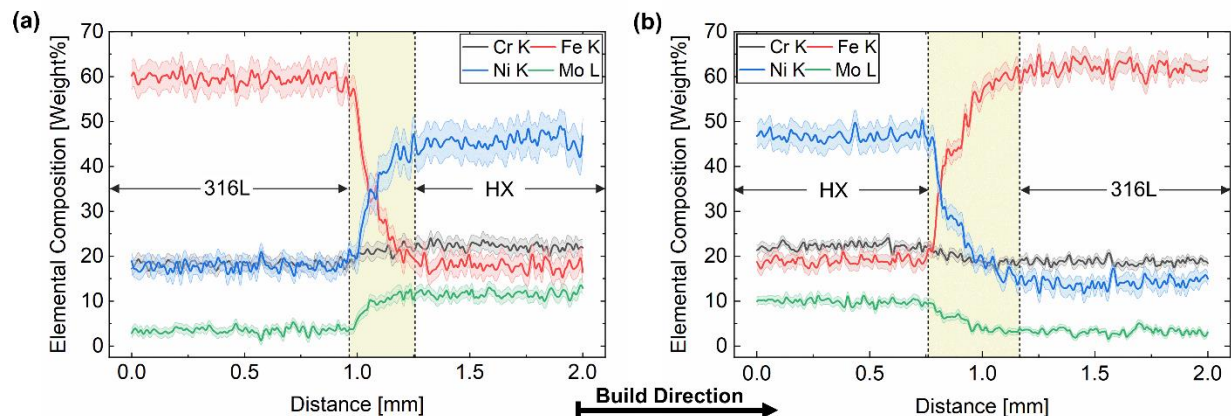 (a)
Elemental Composition [Weight%]
70
60
50
40
30
20
10
0
Cr K Fe K
Ni K Mo L
316L
HX
0.0 0.5 1.0 1.5 2.0
Distance [mm]
(b)
Elemental Composition [Weight%]
70
60
50
40
30
20
10
0
Cr K Fe K
Ni K Mo L
HX
316L
0.0 0.5 1.0 1.5 2.0
Distance [mm]
Build Direction